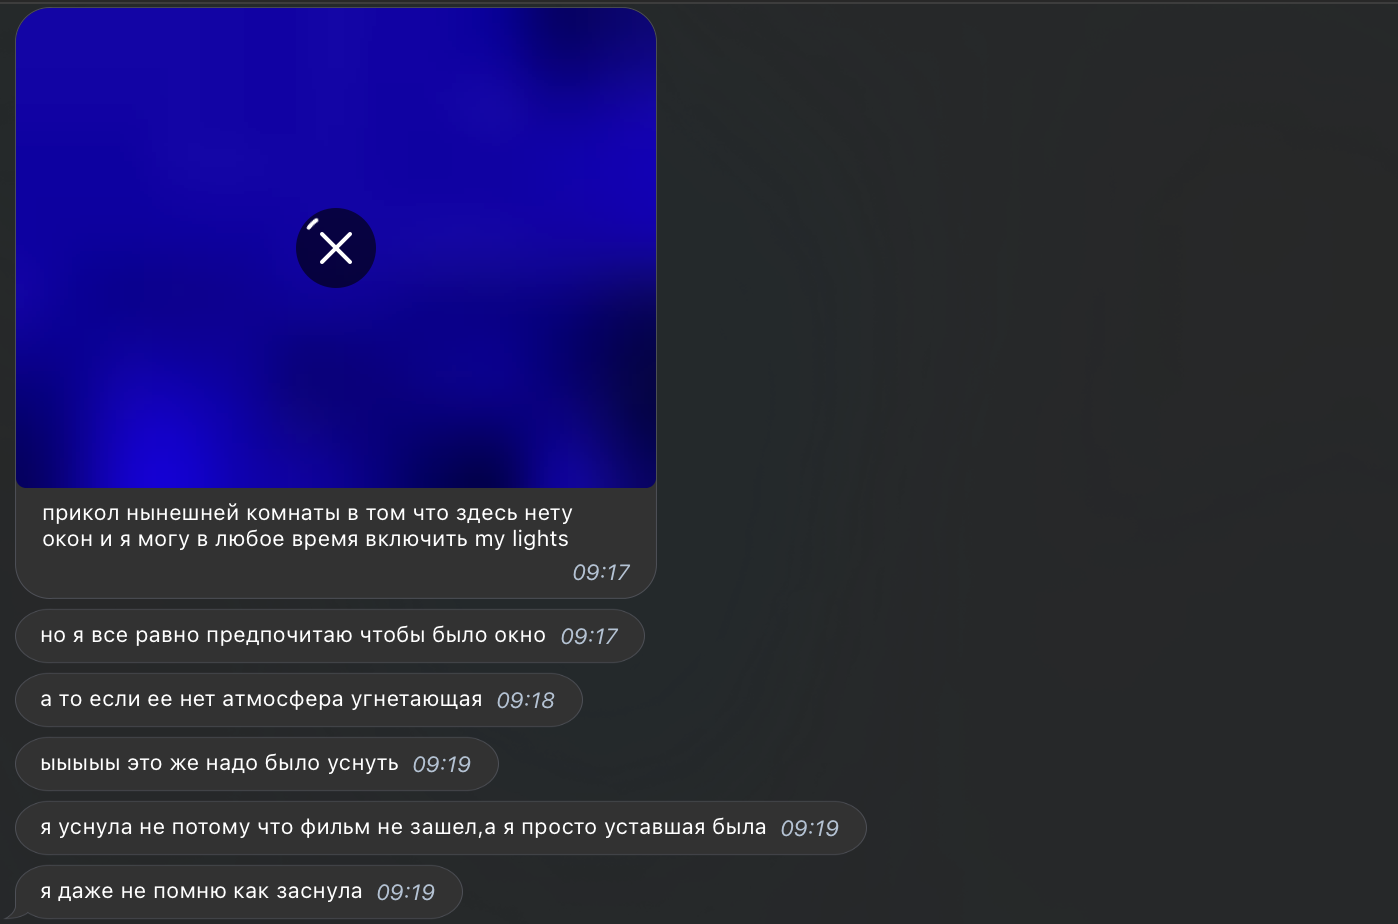 прикол нынешней комнаты в том что здесь нету
окон и я могу в любое время включить my lights
09:17
но я все равно предпочитаю чтобы было окно 09:17
а то если ее нет атмосфера угнетающая 09:18
ыыыыы это же надо было уснуть 09:19
я уснула не потому что фильм не зашел,а я просто уставшая была 09:19
я даже не помню как заснула 09:19